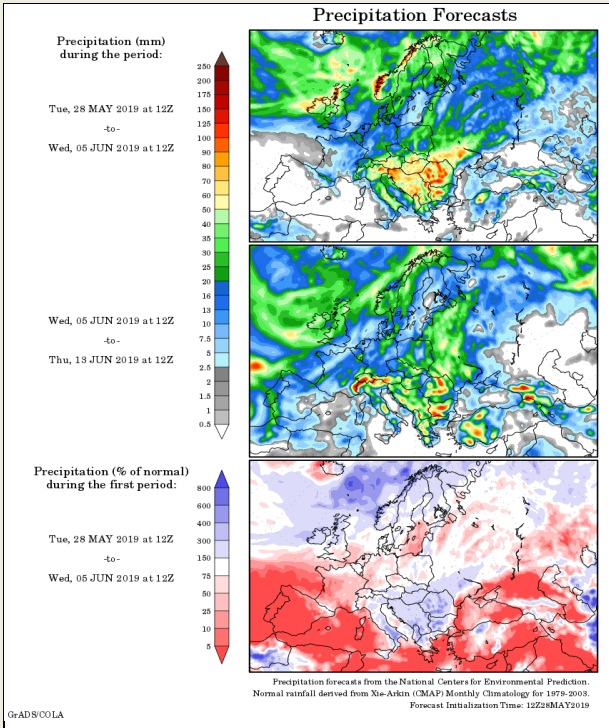 Precipitation Forecasts
Precipitation (mm)
during the period:
250
200
175
150
125
100
90
80
70
60
50
40
35
30
25
20
16
13
10
7.5
5
2.5
2
1.5
1
0.5
Tue, 28 MAY 2019 at 12Z
-to-
Wed, 05 JUN 2019 at 12Z
Wed, 05 JUN 2019 at 12Z
-to-
Thu, 13 JUN 2019 at 12Z
Precipitation (% of normal)
during the first period:
800
600
400
300
150
75
50
25
10
5
Tue, 28 MAY 2019 at 12Z
-to-
Wed, 05 JUN 2019 at 12Z
Precipitation forecasts from the National Centers for Environmental Prediction.
Normal rainfall derived from Xie-Arkin (CMAP) Monthly Climatology for 1979-2003.
Forecast Initialization Time: 12Z28MAY2019
GrADS/COLA